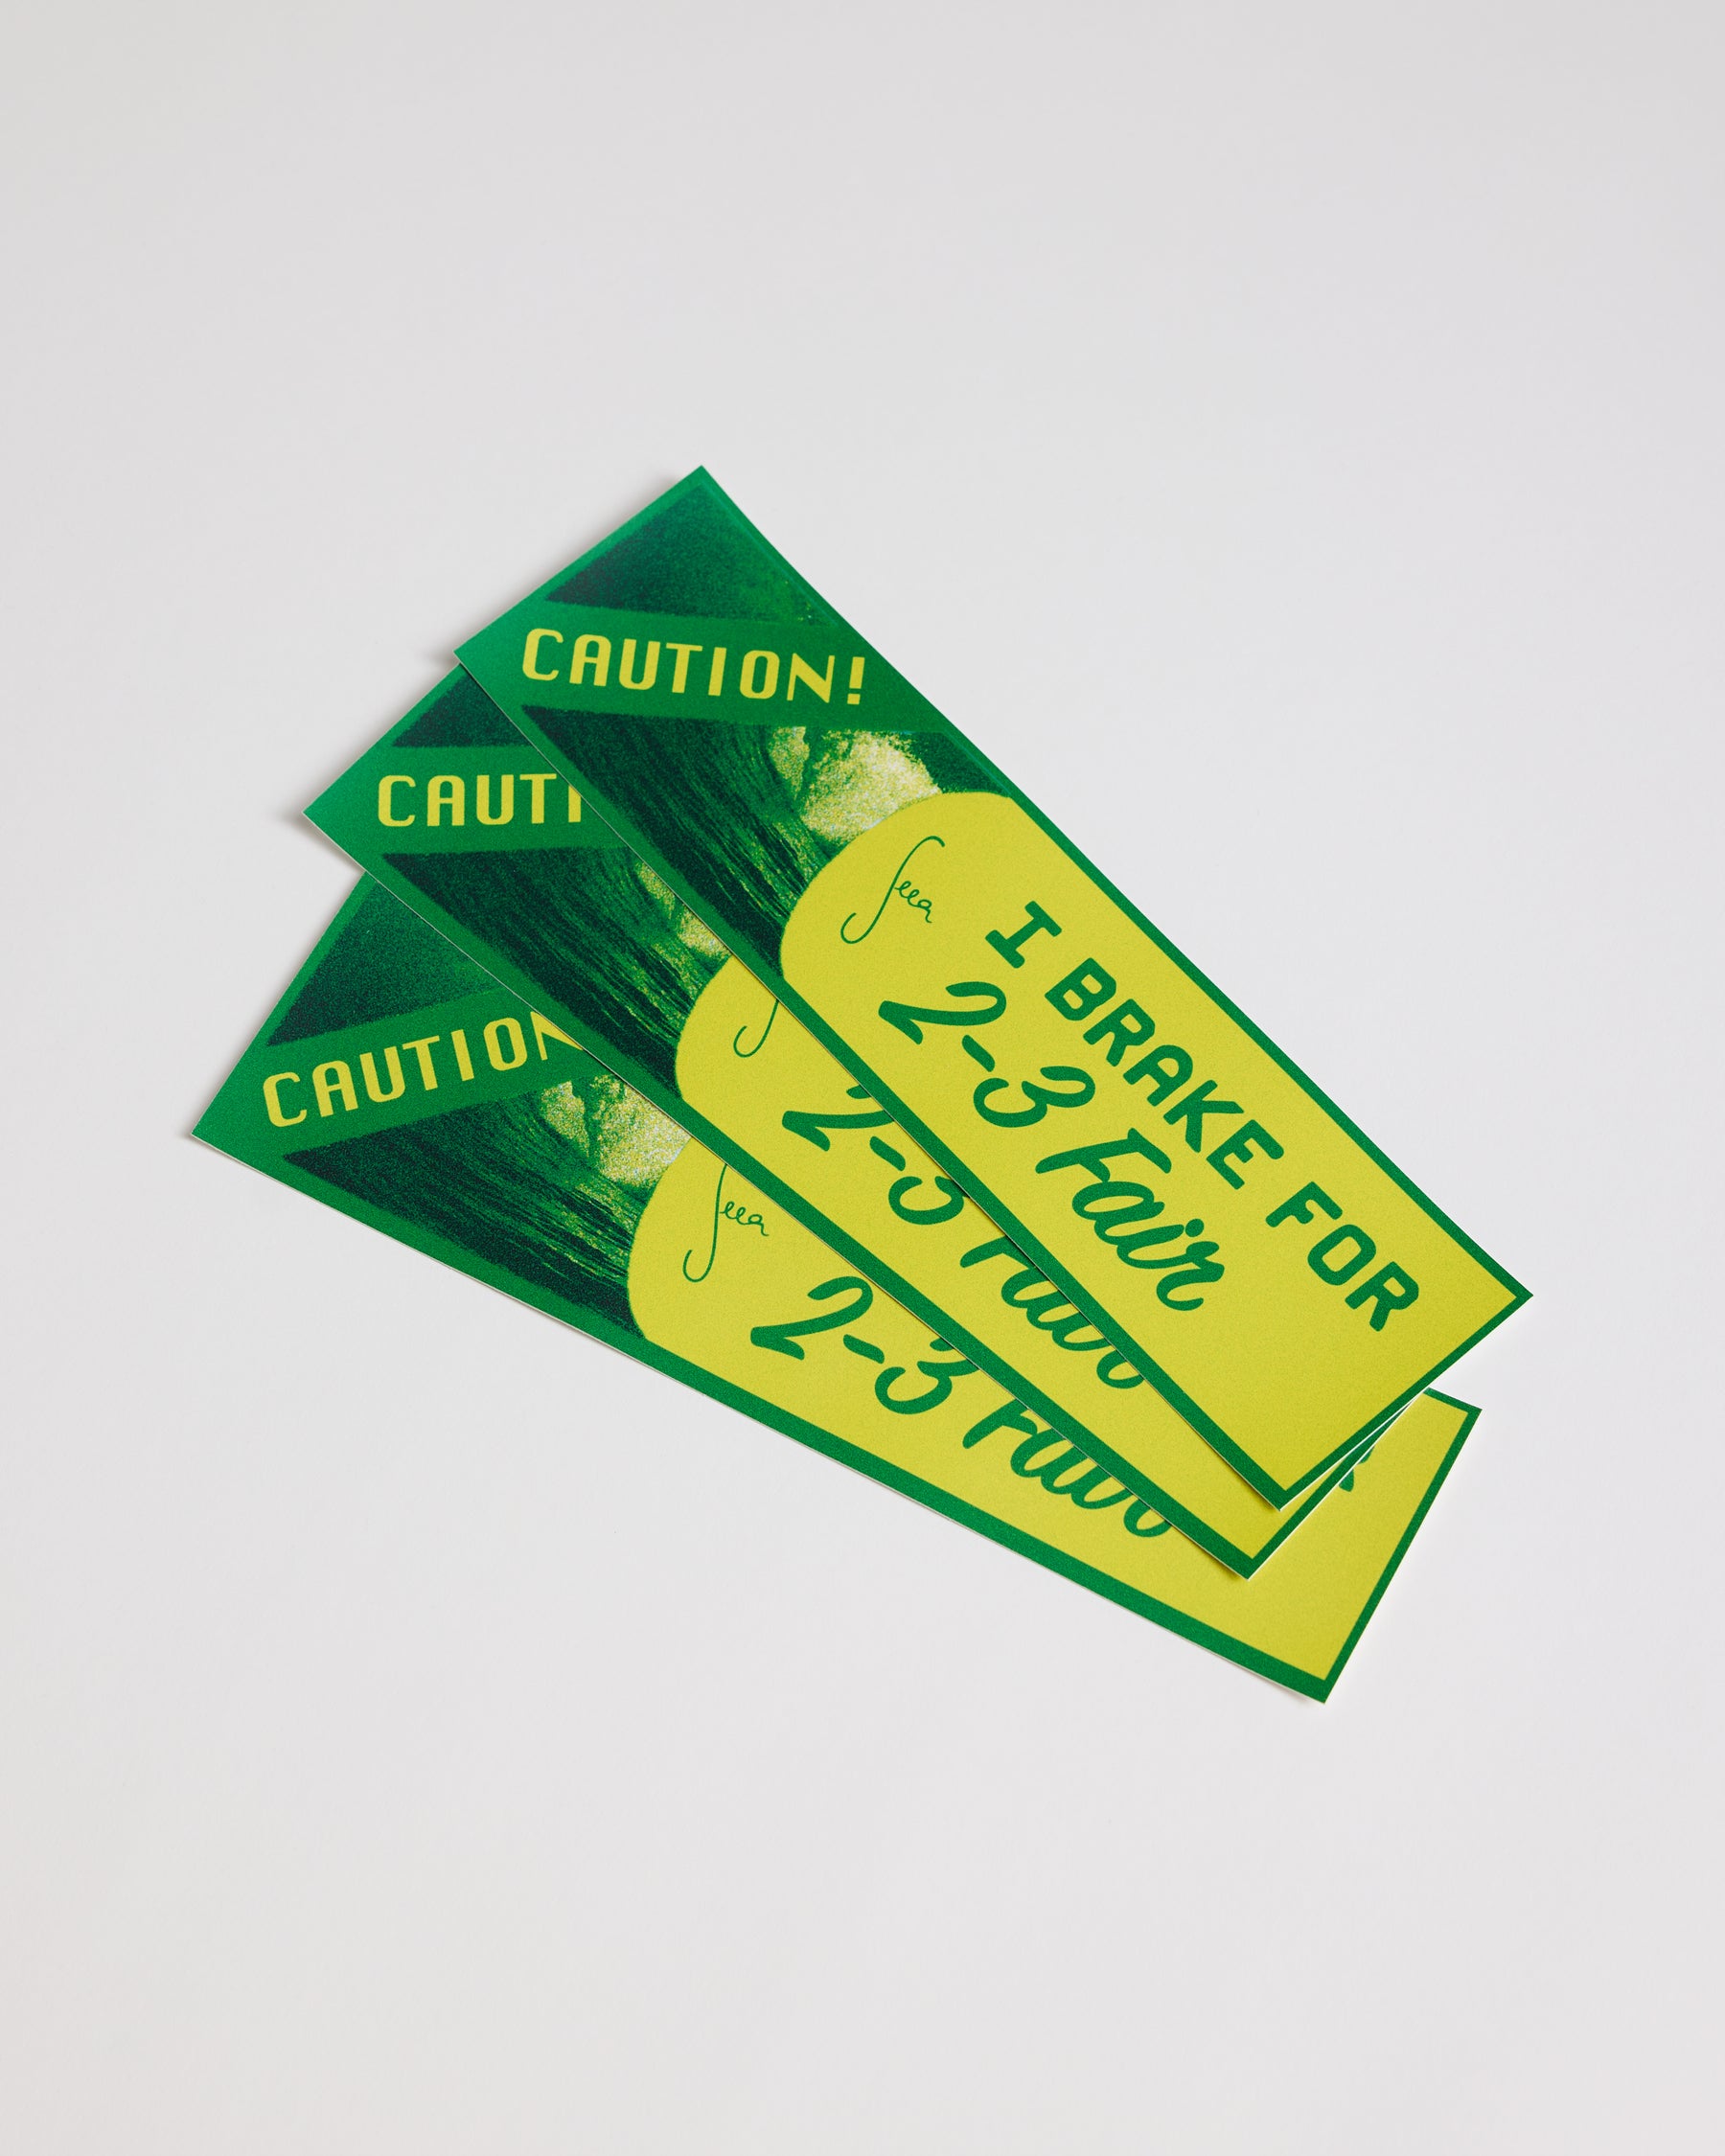 CAUTION!
I BRAKE FOR
2-3 Fair
CAUTI
2-3
CAUTION
2-3